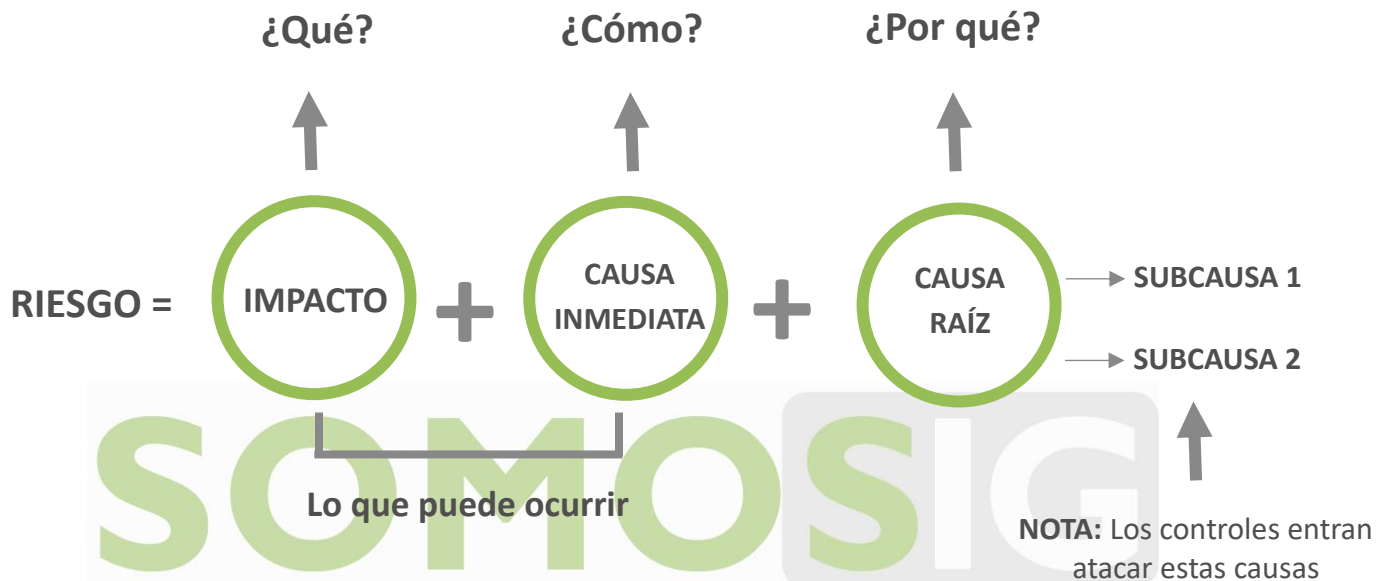 ¿Qué?
¿Cómo?
¿Por qué?
RIESGO =
IMPACTO
+
CAUSA
INMEDIATA
+
CAUSA
RAÍZ
SUBCAUSA 1
SUBCAUSA 2
Lo que puede ocurrir
SOMOSIG
NOTA: Los controles entran
atacar estas causas